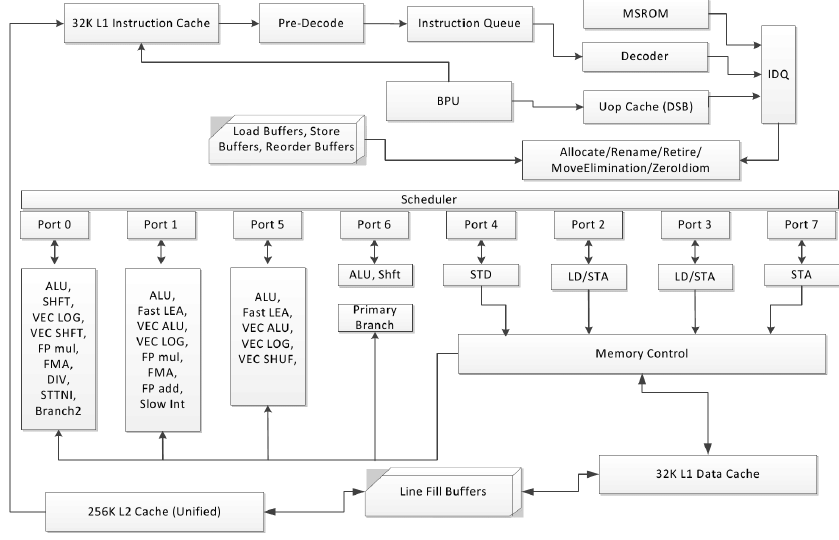 32K L1 Instruction Cache
Pre-Decode
Instruction Queue
MSROM
Decoder
IDQ
BPU
Uop Cache (DSB)
Load Buffers, Store
Buffers, Reorder Buffers
Allocate/Rename/Retire/
MoveElimination/ZeroIdiom
Scheduler
Port 0
Port 1
Port 5
Port 6
Port 4
Port 2
Port 3
Port 7
ALU,
SHFT,
VEC LOG,
VEC SHFT,
FP mul,
FMA,
DIV,
STTNI,
Branch2
ALU,
Fast LEA,
VEC ALU,
VEC LOG,
FP mul,
FMA,
FP add,
Slow Int
ALU,
Fast LEA,
VEC ALU,
VEC LOG,
VEC SHUF,
ALU, Shft
Primary
Branch
STD
LD/STA
LD/STA
STA
Memory Control
32K L1 Data Cache
Line Fill Buffers
256K L2 Cache (Unified)